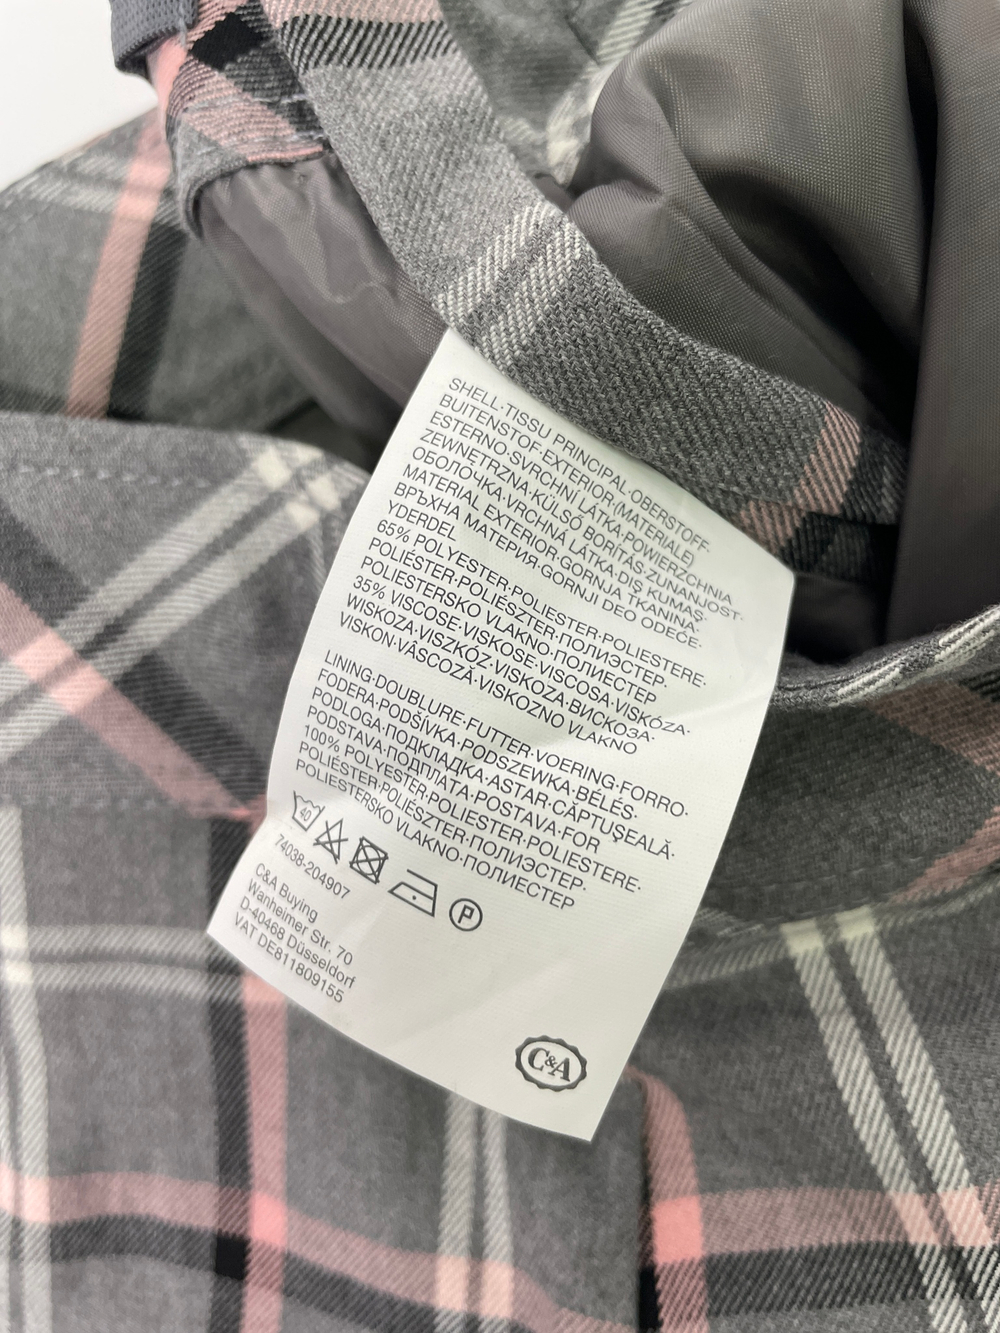 SHELL·TISSU PRINCIPAL·OBERSTOFF·
BUITENSTOF·EXTERIOR·(MATERIALE)
ESTERNO·SVRCHNÍ LÁTKA·POWIERZCHNIA
ZEWNETRZNA·KÜLSŐ BORÍTÁS·ZUNANJOST·
ОБОЛОЧКА·VRCHNÁ LÁTKA·DIŞ KUMAŞ·
MATERIAL EXTERIOR·GORNJA TKANINA·
ВРЪХНА МАТЕРИЯ·GORNJI DEO ODEĆE·
YDERDEL
65% POLYESTER·POLIESTER·POLIESTERE·
POLIÉSTER·POLIÉSZTER·ПОЛИЭСТЕР·
POLIESTERSKO VLAKNO·ПОЛИЕСТЕР
35% VISCOSE·VISKOSE·VISCOSA·VISKÓZA·
WISKOZA·VISZKÓZ·VISKOZA·ВИСКОЗА·
VISKON·VÂSCOZĂ·VISKOZNO VLAKNO
LINING·DOUBLURE·FUTTER·VOERING·FORRO·
FODERA·PODŠÍVKA·PODSZEWKA·BÉLÉS·
PODLOGA·ПОДКЛАДКА·ASTAR·CĂPTUŞEALĂ·
PODSTAVA·ПОДПЛАТА·POSTAVA·FOR
100% POLYESTER·POLIESTER·POLIESTERE·
POLIÉSTER·POLIÉSZTER·ПОЛИЭСТЕР·
POLIESTERSKO VLAKNO·ПОЛИЕСТЕР
40
P
74038-204907
C&A Buying
Wanheimer Str. 70
D-40468 Düsseldorf
VAT DE811809155
C&A